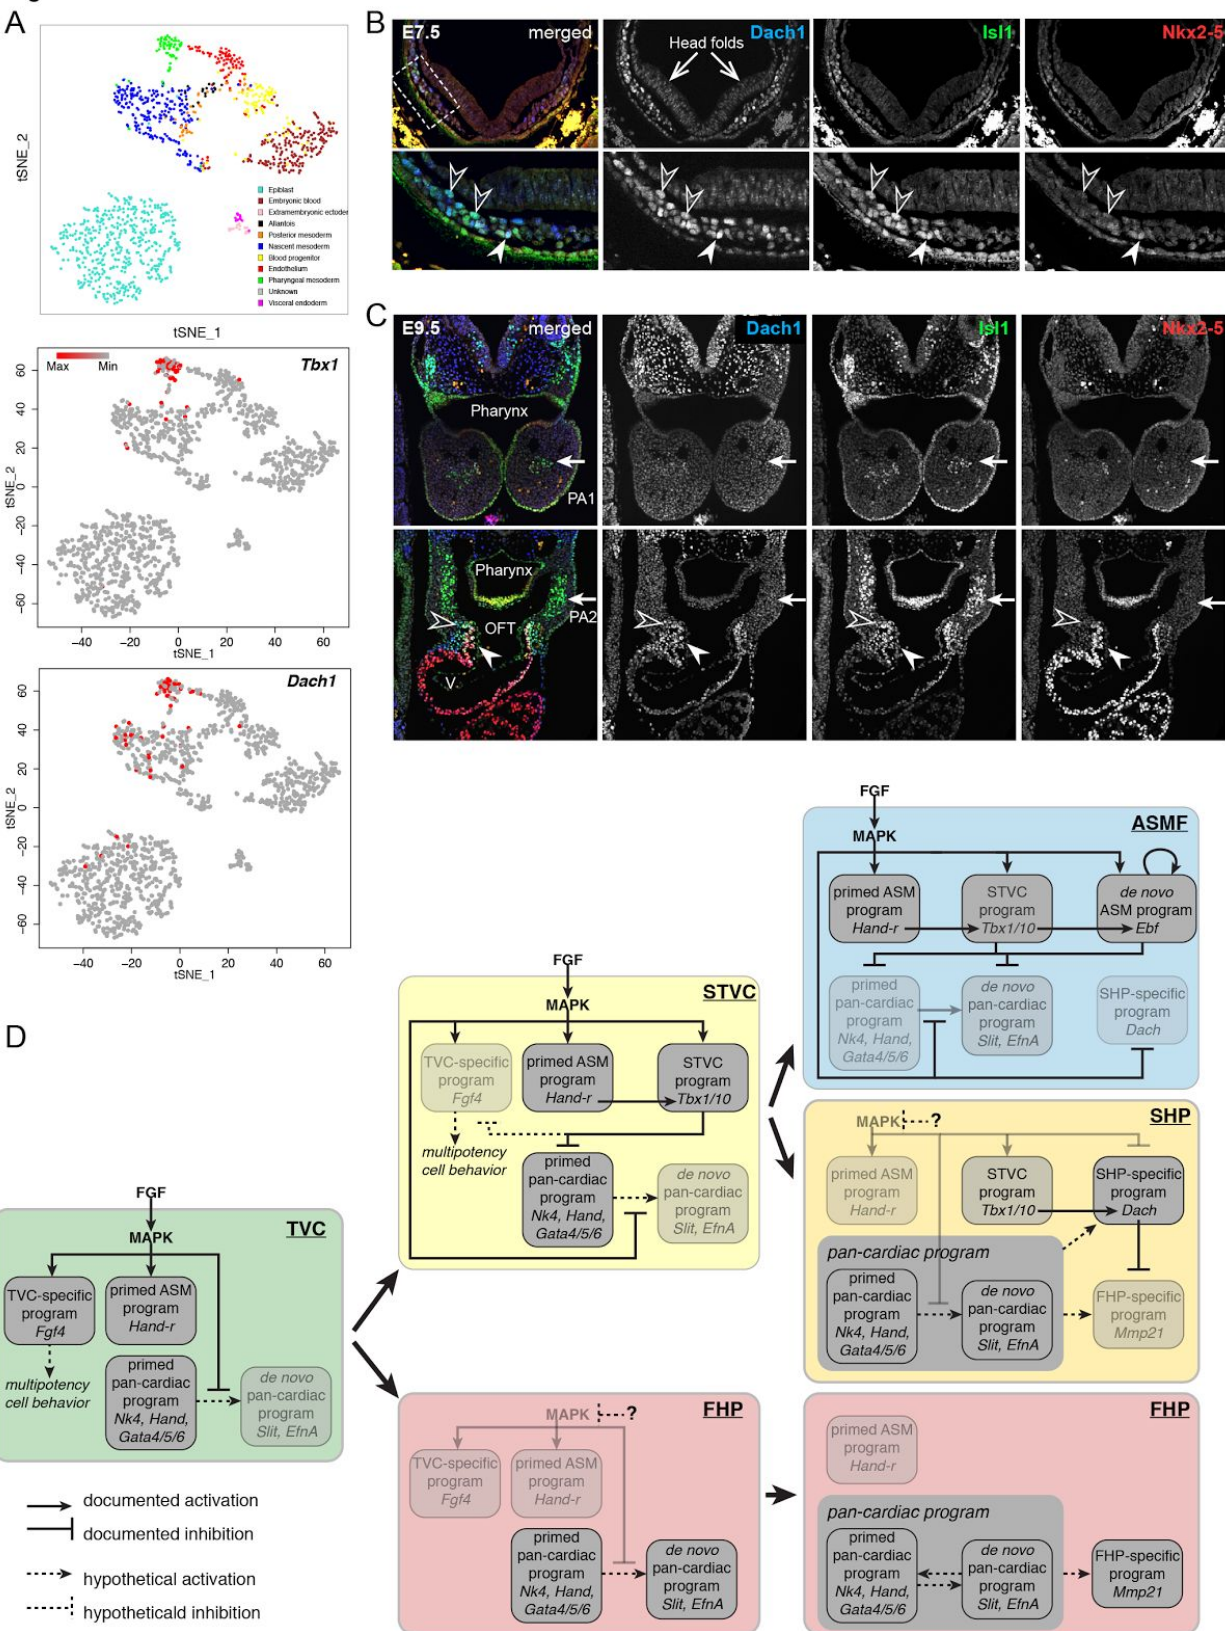 A
tSNE_2
Epiblast
Embryonic blood
Extraembryonic ectoder
Allantois
Posterior mesoderm
Nascent mesoderm
Blood progenitor
Endothelium
Pharyngeal mesoderm
Unknown
Visceral endoderm
tSNE_1
Max Min
Tbx1
60
40
20
0
−20
−40
−60
tSNE_2
−40 −20 0 20 40 60
tSNE_1
Dach1
60
40
20
0
−20
−40
−60
tSNE_2
−40 −20 0 20 40 60
tSNE_1
B
E7.5 merged
Dach1
Head folds
Isl1
Nkx2-5
C
E9.5 merged
Dach1
Isl1
Nkx2-5
Pharynx
PA1
Pharynx
PA2
OFT
V
D
FGF
MAPK
TVC
TVC-specific
program
Fgf4
primed ASM
program
Hand-r
multipotency
cell behavior
primed
pan-cardiac
program
Nk4, Hand,
Gata4/5/6
de novo
pan-cardiac
program
Slit, EfnA
documented activation
documented inhibition
hypothetical activation
hypotheticald inhibition
FGF
MAPK
STVC
TVC-specific
program
Fgf4
primed ASM
program
Hand-r
STVC
program
Tbx1/10
multipotency
cell behavior
primed
pan-cardiac
program
Nk4, Hand,
Gata4/5/6
de novo
pan-cardiac
program
Slit, EfnA
MAPK ?
FHP
TVC-specific
program
Fgf4
primed ASM
program
Hand-r
primed
pan-cardiac
program
Nk4, Hand,
Gata4/5/6
de novo
pan-cardiac
program
Slit, EfnA
FGF
MAPK
ASMF
primed ASM
program
Hand-r
STVC
program
Tbx1/10
de novo
ASM program
Ebf
primed
pan-cardiac
program
Nk4, Hand,
Gata4/5/6
de novo
pan-cardiac
program
Slit, EfnA
SHP-specific
program
Dach
MAPK ?
SHP
primed ASM
program
Hand-r
STVC
program
Tbx1/10
SHP-specific
program
Dach
pan-cardiac program
primed
pan-cardiac
program
Nk4, Hand,
Gata4/5/6
de novo
pan-cardiac
program
Slit, EfnA
FHP-specific
program
Mmp21
FHP
primed ASM
program
Hand-r
pan-cardiac program
primed
pan-cardiac
program
Nk4, Hand,
Gata4/5/6
de novo
pan-cardiac
program
Slit, EfnA
FHP-specific
program
Mmp21